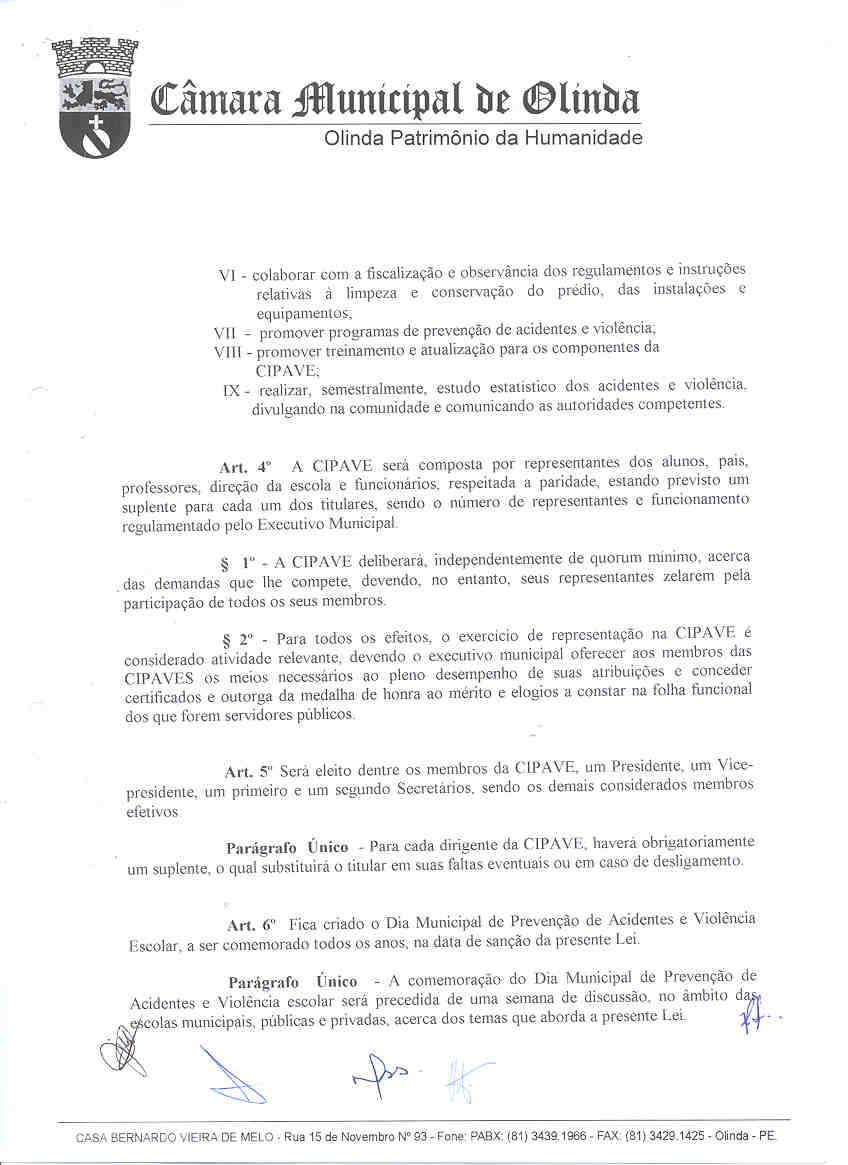 Câmara Municipal de Olinda
Olinda Patrimônio da Humanidade
VI - colaborar com a fiscalização e observância dos regulamentos e instruções
relativas à limpeza e conservação do prédio, das instalações e
equipamentos;
VII - promover programas de prevenção de acidentes e violência;
VIII - promover treinamento e atualização para os componentes da
CIPAVE;
IX - realizar, semestralmente, estudo estatístico dos acidentes e violência,
divulgando na comunidade e comunicando as autoridades competentes.
Art. 4º A CIPAVE será composta por representantes dos alunos, pais,
professores, direção da escola e funcionários, respeitada a paridade, estando previsto um
suplente para cada um dos titulares, sendo o número de representantes e funcionamento
regulamentado pelo Executivo Municipal.
§ 1º - A CIPAVE deliberará, independentemente de quorum mínimo, acerca
das demandas que lhe compete, devendo, no entanto, seus representantes zelarem pela
participação de todos os seus membros.
§ 2º - Para todos os efeitos, o exercício de representação na CIPAVE é
considerado atividade relevante, devendo o executivo municipal oferecer aos membros das
CIPAVES os meios necessários ao pleno desempenho de suas atribuições e conceder
certificados e outorga da medalha de honra ao mérito e elogios a constar na folha funcional
dos que forem servidores públicos.
Art. 5º Será eleito dentre os membros da CIPAVE, um Presidente, um Vice-
presidente, um primeiro e um segundo Secretários, sendo os demais considerados membros
efetivos.
Parágrafo Único - Para cada dirigente da CIPAVE, haverá obrigatoriamente
um suplente, o qual substituirá o titular em suas faltas eventuais ou em caso de desligamento.
Art. 6º Fica criado o Dia Municipal de Prevenção de Acidentes e Violência
Escolar, a ser comemorado todos os anos, na data de sanção da presente Lei.
Parágrafo Único - A comemoração do Dia Municipal de Prevenção de
Acidentes e Violência escolar será precedida de uma semana de discussão, no âmbito das
escolas municipais, públicas e privadas, acerca dos temas que aborda a presente Lei.
CASA BERNARDO VIEIRA DE MELO - Rua 15 de Novembro Nº 93 - Fone: PABX: (81) 3439.1966 - FAX: (81) 3429.1425 - Olinda - PE.